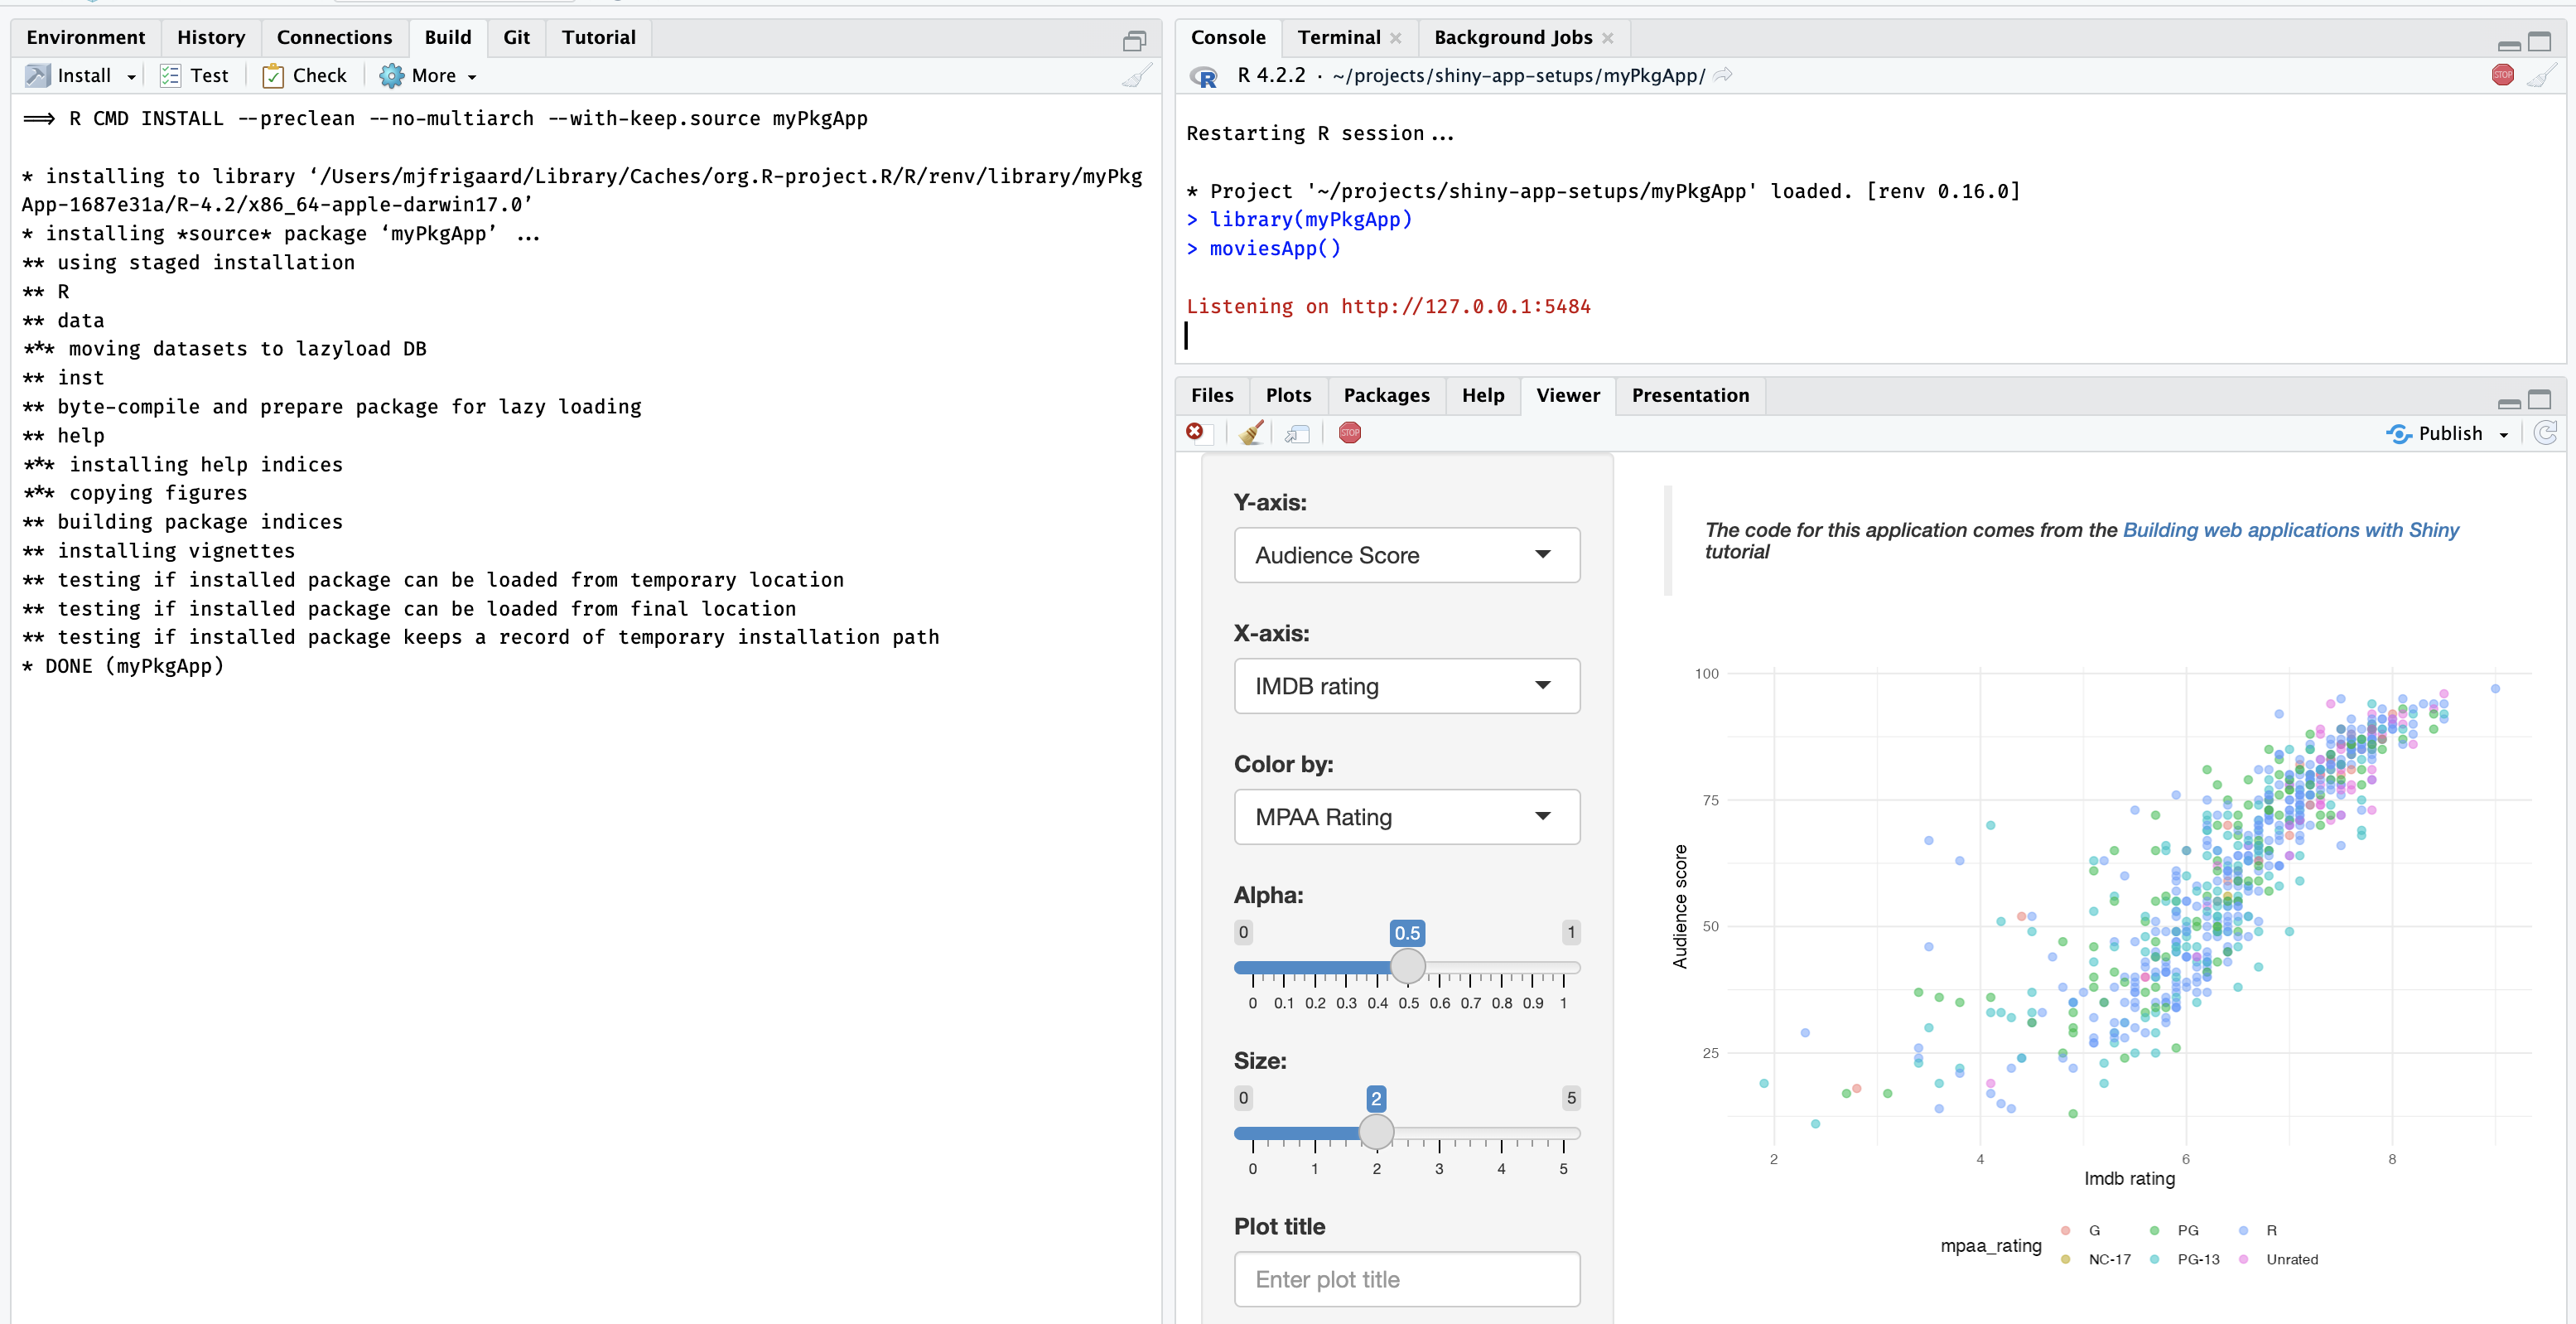 Environment History Connections Build Git Tutorial
Install Test Check More
==> R CMD INSTALL --preclean --no-multiarch --with-keep.source myPkgApp
* installing to library ‘/Users/mjfrigaard/Library/Caches/org.R-project.R/R/renv/library/myPkg
App-1687e31a/R-4.2/x86_64-apple-darwin17.0’
* installing *source* package ‘myPkgApp’ ...
** using staged installation
** R
** data
*** moving datasets to lazyload DB
** inst
** byte-compile and prepare package for lazy loading
** help
*** installing help indices
*** copying figures
** building package indices
** installing vignettes
** testing if installed package can be loaded from temporary location
** testing if installed package can be loaded from final location
** testing if installed package keeps a record of temporary installation path
* DONE (myPkgApp)
Console Terminal Background Jobs
R 4.2.2 · ~/projects/shiny-app-setups/myPkgApp/
STOP
Restarting R session...
* Project '~/projects/shiny-app-setups/myPkgApp' loaded. [renv 0.16.0]
> library(myPkgApp)
> moviesApp()
Listening on http://127.0.0.1:5484
Files Plots Packages Help Viewer Presentation
STOP Publish
Y-axis:
Audience Score
X-axis:
IMDB rating
Color by:
MPAA Rating
Alpha:
0 0.5 1
0 0.1 0.2 0.3 0.4 0.5 0.6 0.7 0.8 0.9 1
Size:
0 2 5
0 1 2 3 4 5
Plot title
Enter plot title
The code for this application comes from the Building web applications with Shiny
tutorial
100
75
50
25
Audience score
2 4 6 8
Imdb rating
mpaa_rating
G PG R
NC-17 PG-13 Unrated